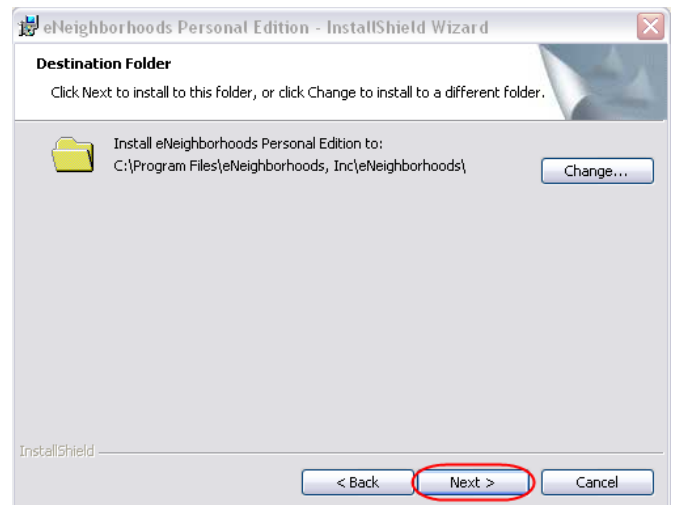 eNeighborhoods Personal Edition - InstallShield Wizard
Destination Folder
Click Next to install to this folder, or click Change to install to a different folder.
Install eNeighborhoods Personal Edition to:
C:\Program Files\eNeighborhoods, Inc\eNeighborhoods\
Change...
InstallShield
< Back
Next >
Cancel